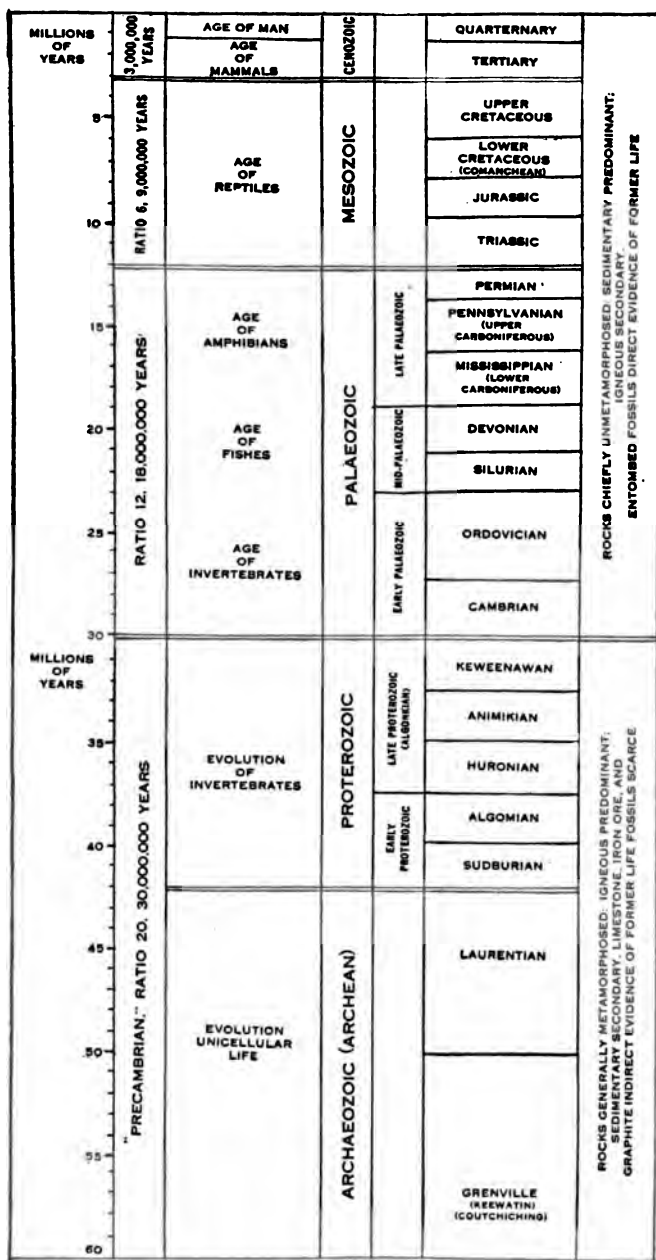 MILLIONS
OF
YEARS
3,000,000
YEARS
AGE OF MAN
AGE
OF
MAMMALS
CENOZOIC
QUARTERNARY
TERTIARY
5
RATIO 6, 9,000,000 YEARS
AGE
OF
REPTILES
MESOZOIC
UPPER
CRETACEOUS
LOWER
CRETACEOUS
(COMANCHEAN)
JURASSIC
10
TRIASSIC
RATIO 12, 18,000,000 YEARS
15
AGE
OF
AMPHIBIANS
PALAEOZOIC
LATE PALAEOZOIC
PERMIAN
PENNSYLVANIAN
(UPPER
CARBONIFEROUS)
MISSISSIPPIAN
(LOWER
CARBONIFEROUS)
20
AGE
OF
FISHES
MID-PALAEOZOIC
DEVONIAN
SILURIAN
25
AGE
OF
INVERTEBRATES
EARLY PALAEOZOIC
ORDOVICIAN
CAMBRIAN
30
ROCKS CHIEFLY UNMETAMORPHOSED: SEDIMENTARY PREDOMINANT;
IGNEOUS SECONDARY.
ENTOMBED FOSSILS DIRECT EVIDENCE OF FORMER LIFE
MILLIONS
OF
YEARS
"PRECAMBRIAN." RATIO 20, 30,000,000 YEARS
35
EVOLUTION
OF
INVERTEBRATES
PROTEROZOIC
LATE PROTEROZOIC
(ALGONKIAN)
KEWEENAWAN
ANIMIKIAN
HURONIAN
40
EARLY
PROTEROZOIC
ALGOMIAN
SUDBURIAN
45
EVOLUTION
UNICELLULAR
LIFE
ARCHAEOZOIC (ARCHEAN)
LAURENTIAN
50
55
GRENVILLE
(KEEWATIN)
(COUTCHICHING)
60
ROCKS GENERALLY METAMORPHOSED: IGNEOUS PREDOMINANT;
SEDIMENTARY SECONDARY, LIMESTONE, IRON ORE, AND
GRAPHITE INDIRECT EVIDENCE OF FORMER LIFE FOSSILS SCARCE